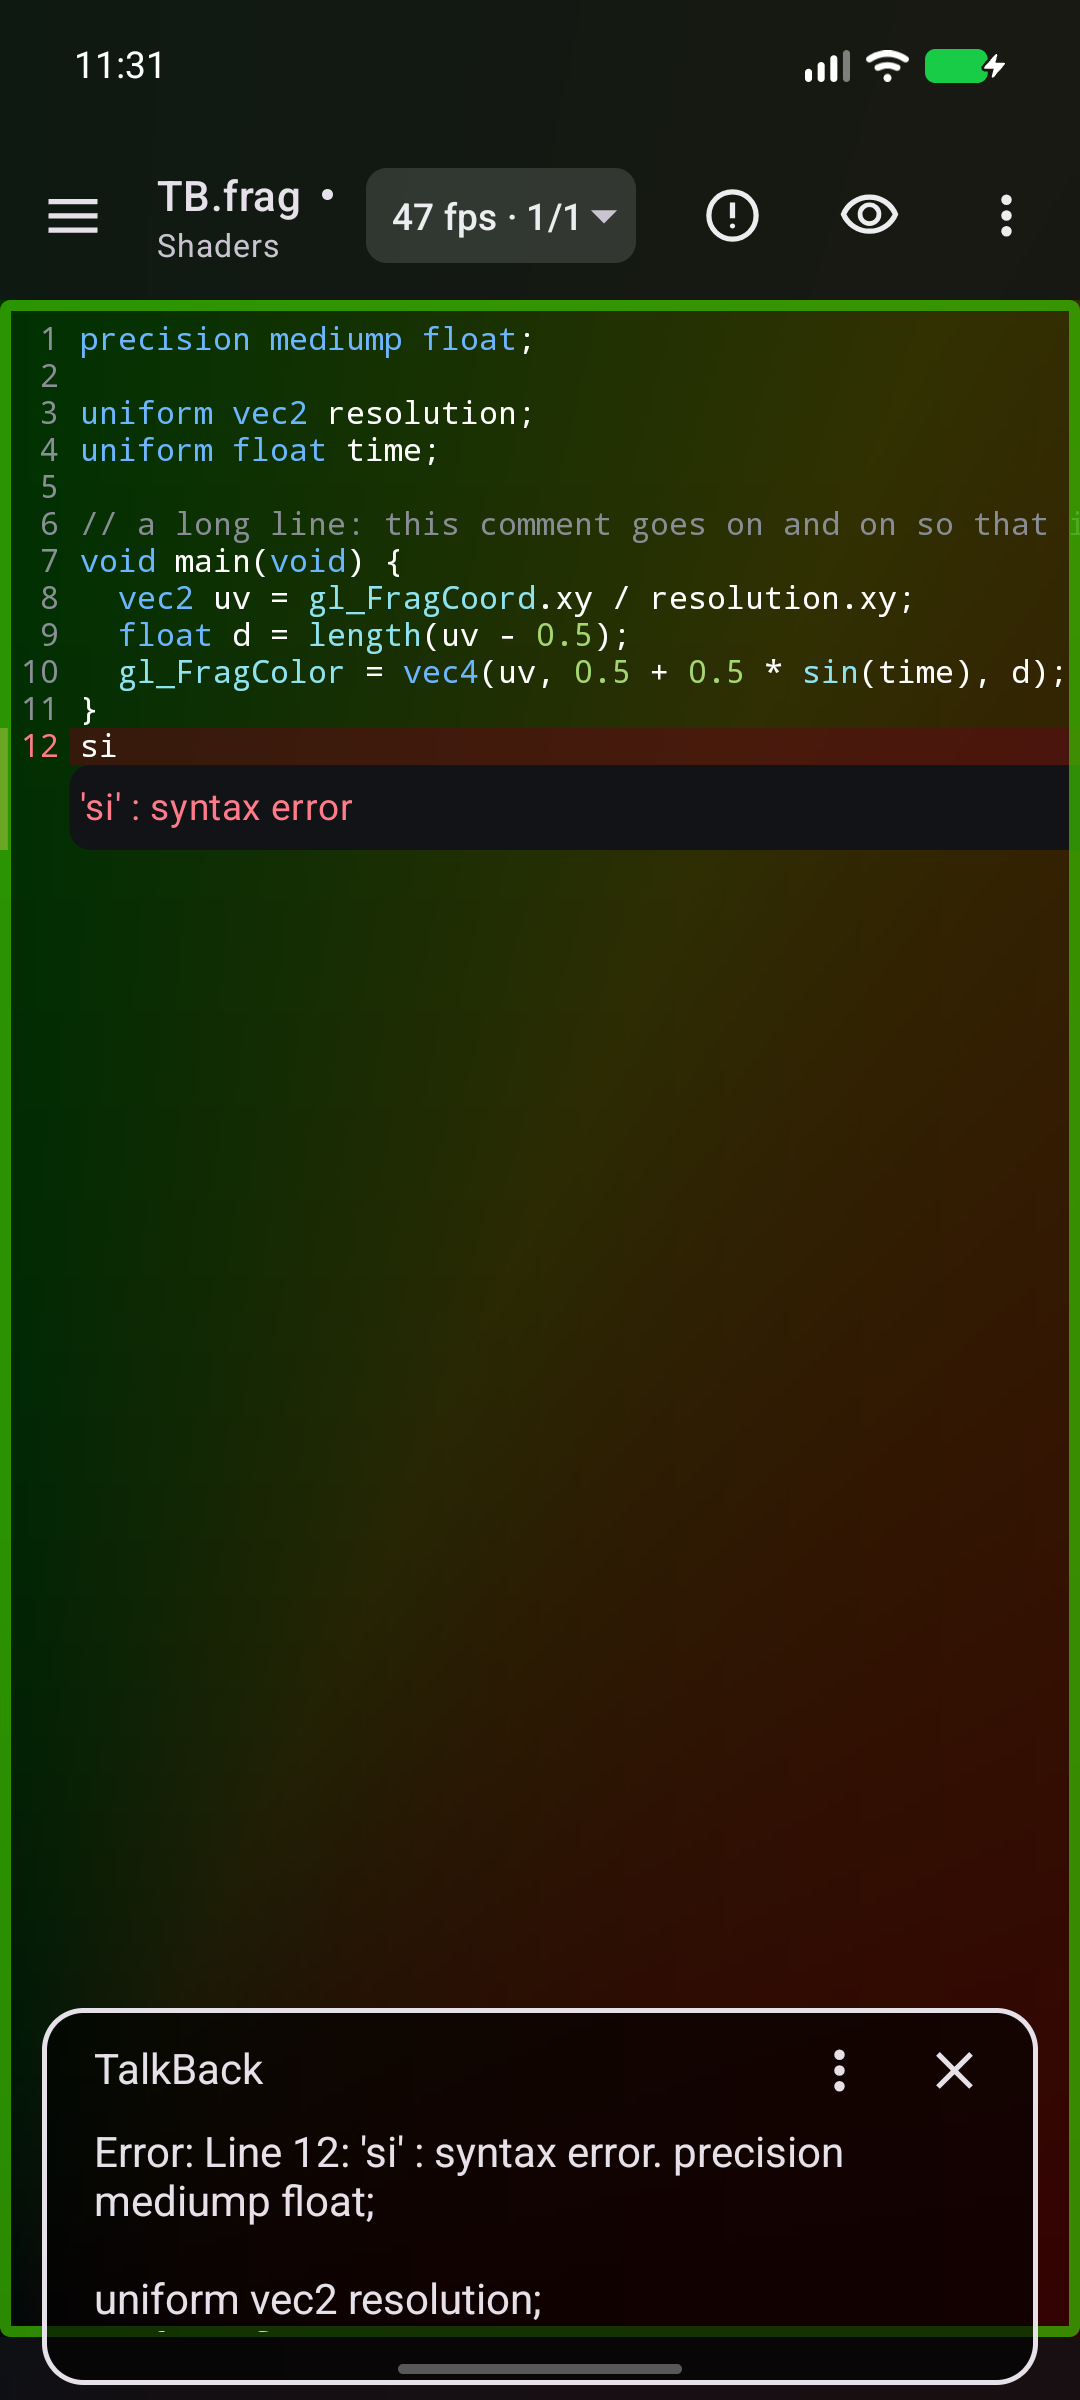 11:31
TB.frag •
Shaders
47 fps · 1/1
1 precision mediump float;
2
3 uniform vec2 resolution;
4 uniform float time;
5
6 // a long line: this comment goes on and on so that
7 void main(void) {
8   vec2 uv = gl_FragCoord.xy / resolution.xy;
9   float d = length(uv - 0.5);
10   gl_FragColor = vec4(uv, 0.5 + 0.5 * sin(time), d);
11 }
12 si
'si' : syntax error
TalkBack
Error: Line 12: 'si' : syntax error. precision
mediump float;
uniform vec2 resolution;